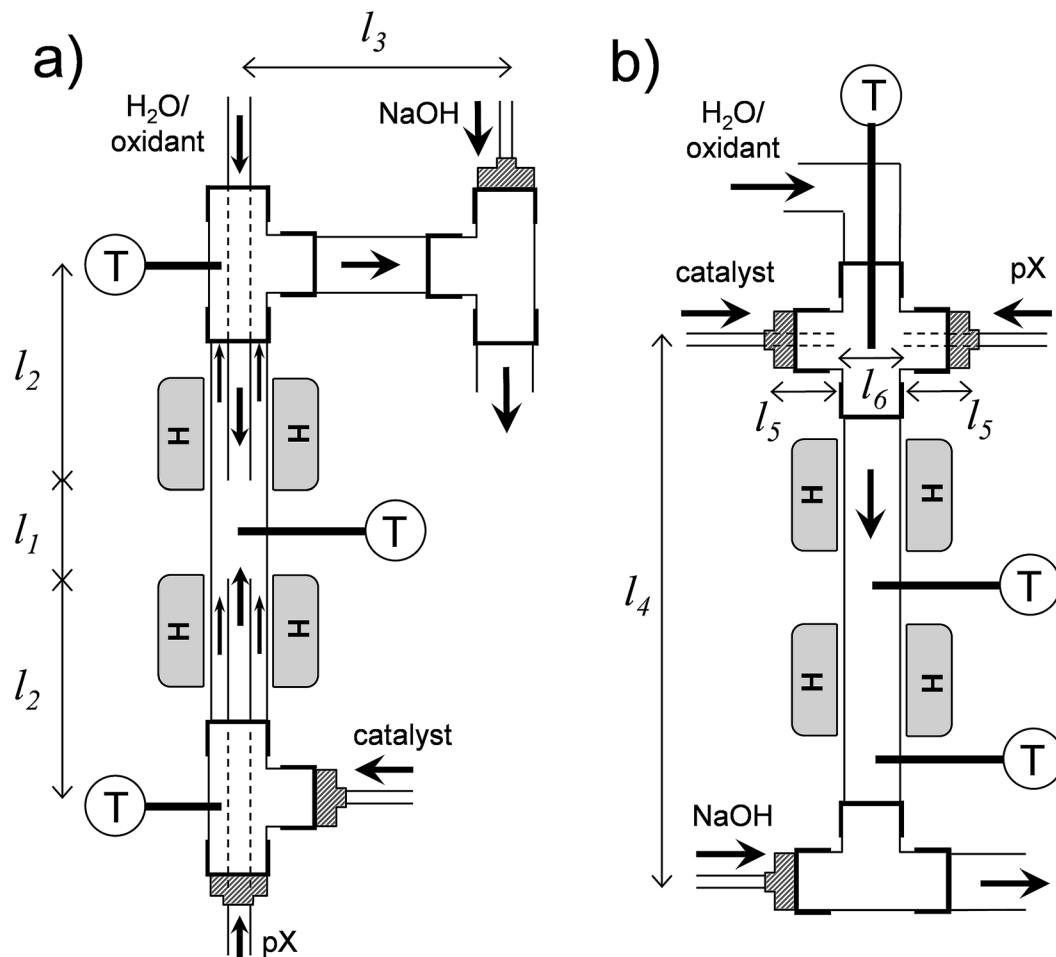 a)
l3
H2O/
oxidant
NaOH
T
l2
H
H
l1
T
H
H
l2
catalyst
T
pX
b)
T
H2O/
oxidant
catalyst
pX
l6
l5
l5
H
H
l4
T
H
H
T
NaOH